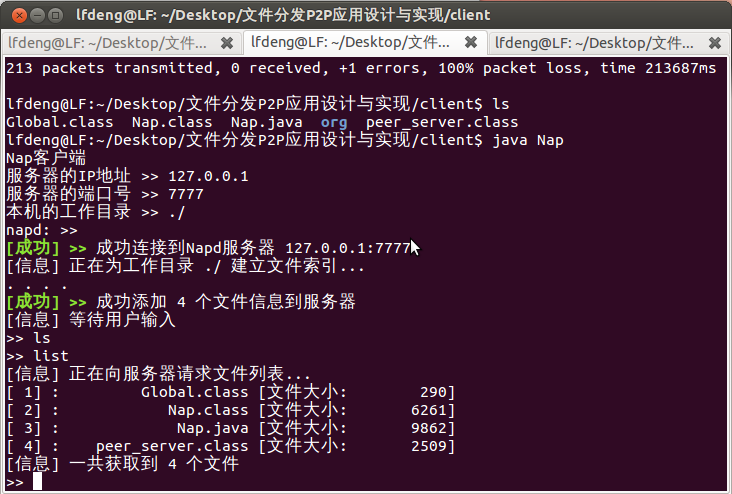 lfdeng@LF: ~/Desktop/文件分发P2P应用设计与实现/client
lfdeng@LF: ~/Desktop/文件... lfdeng@LF: ~/Desktop/文件... lfdeng@LF: ~/Desktop/文件...
213 packets transmitted, 0 received, +1 errors, 100% packet loss, time 213687ms
lfdeng@LF:~/Desktop/文件分发P2P应用设计与实现/client$ ls
Global.class  Nap.class  Nap.java  org  peer_server.class
lfdeng@LF:~/Desktop/文件分发P2P应用设计与实现/client$ java Nap
Nap客户端
服务器的IP地址 >> 127.0.0.1
服务器的端口号 >> 7777
本机的工作目录 >> ./
napd: >>
[成功] >> 成功连接到Napd服务器 127.0.0.1:7777
[信息] 正在为工作目录 ./ 建立文件索引...
. . . .
[成功] >> 成功添加 4 个文件信息到服务器
[信息] 等待用户输入
>> ls
>> list
[信息] 正在向服务器请求文件列表...
[ 1] :         Global.class [文件大小:        290]
[ 2] :            Nap.class [文件大小:       6261]
[ 3] :             Nap.java [文件大小:       9862]
[ 4] :    peer_server.class [文件大小:       2509]
[信息] 一共获取到 4 个文件
>>